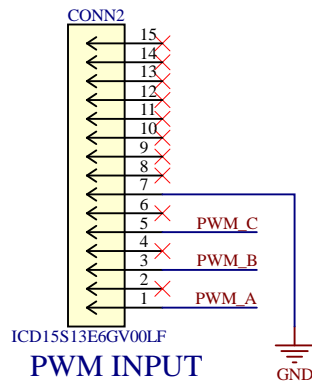 CONN2
15
14
13
12
11
10
9
8
7
6
5 PWM_C
4
3 PWM_B
2
1 PWM_A
ICD15S13E6GV00LF
PWM INPUT
GND